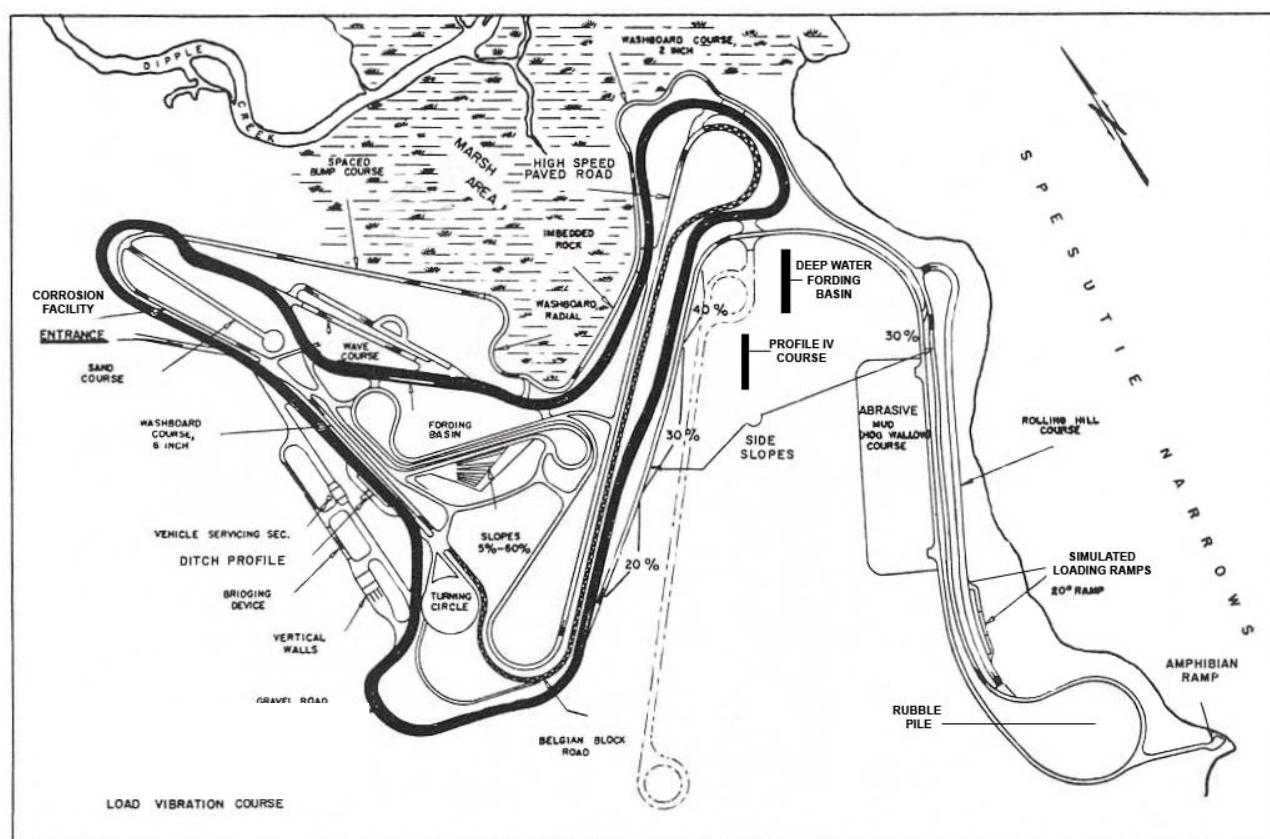 WASHBOARD COURSE,
2 INCH
DIPPLE
CREEK
MARSH
AREA
SPACED
BUMP COURSE
HIGH SPEED
PAVED ROAD
IMBEDDED
ROCK
WASHBOARD
RADIAL
CORROSION
FACILITY
ENTRANCE
SAND
COURSE
WAVE
COURSE
FORDING
BASIN
WASHBOARD
COURSE,
6 INCH
DEEP WATER
FORDING
BASIN
40 %
PROFILE IV
COURSE
30 %
ABRASIVE
MUD
(HOG WALLOW)
COURSE
ROLLING HILL
COURSE
30 %
SIDE
SLOPES
SPESUTIE NARROWS
VEHICLE SERVICING SEC.
DITCH PROFILE
BRIDGING
DEVICE
VERTICAL
WALLS
SLOPES
5%-60%
20 %
TURNING
CIRCLE
SIMULATED
LOADING RAMPS
20° RAMP
AMPHIBIAN
RAMP
RUBBLE
PILE
GRAVEL ROAD
BELGIAN BLOCK
ROAD
LOAD VIBRATION COURSE
N